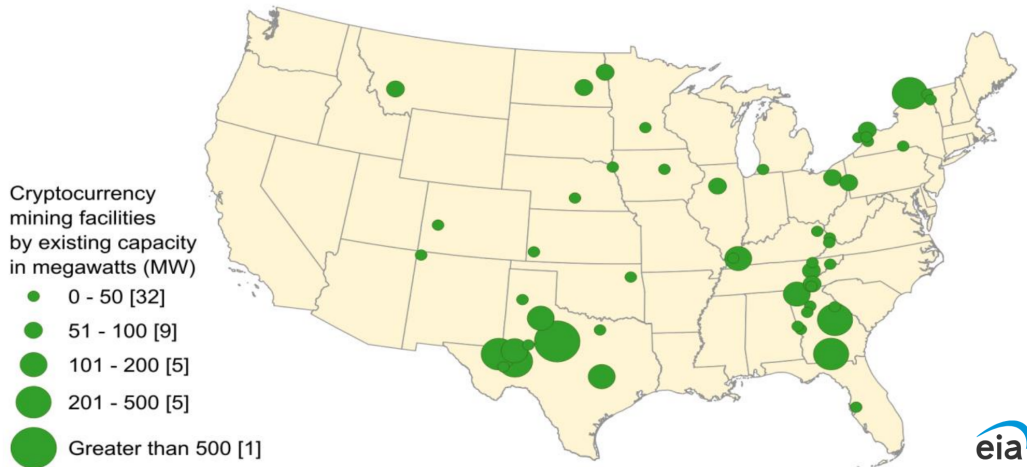 Cryptocurrency
mining facilities
by existing capacity
in megawatts (MW)
0 - 50 [32]
51 - 100 [9]
101 - 200 [5]
201 - 500 [5]
Greater than 500 [1]
eia